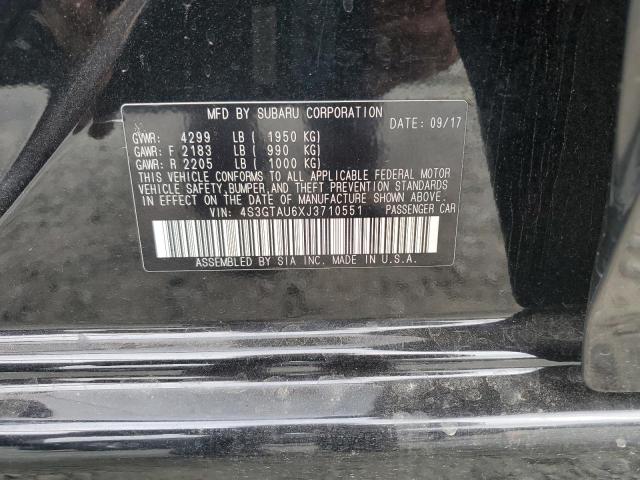 MFD BY SUBARU CORPORATION
DATE: 09/17
GVWR: 4299 LB ( 1950 KG)
GAWR: F 2183 LB ( 990 KG)
GAWR: R 2205 LB ( 1000 KG)
THIS VEHICLE CONFORMS TO ALL APPLICABLE FEDERAL MOTOR
VEHICLE SAFETY, BUMPER, AND THEFT PREVENTION STANDARDS
IN EFFECT ON THE DATE OF MANUFACTURE SHOWN ABOVE.
VIN: 4S3GTAU6XJ3710551 PASSENGER CAR
ASSEMBLED BY SIA INC. MADE IN U.S.A.